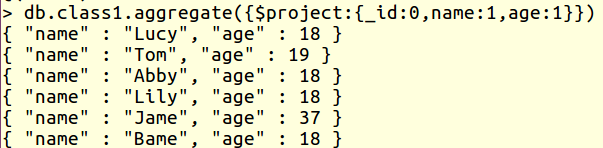 > db.class1.aggregate({$project:{_id:0,name:1,age:1}})
{ "name" : "Lucy", "age" : 18 }
{ "name" : "Tom", "age" : 19 }
{ "name" : "Abby", "age" : 18 }
{ "name" : "Lily", "age" : 18 }
{ "name" : "Jame", "age" : 37 }
{ "name" : "Bame", "age" : 18 }